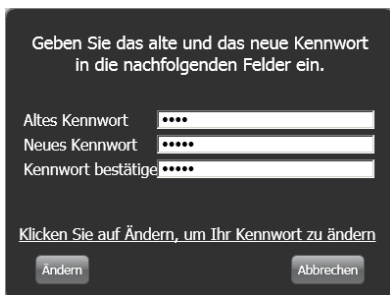 Geben Sie das alte und das neue Kennwort
in die nachfolgenden Felder ein.
Altes Kennwort ••••
Neues Kennwort •••••
Kennwort bestätige •••••
Klicken Sie auf Ändern, um Ihr Kennwort zu ändern
Ändern Abbrechen